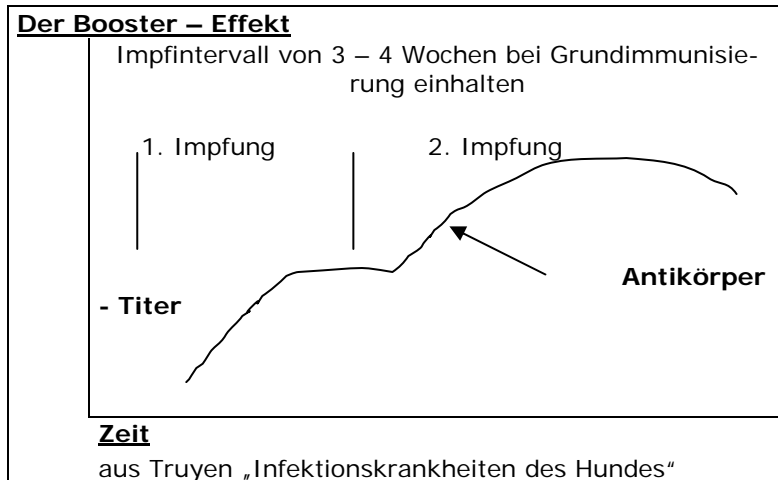 Der Booster – Effekt
Impfintervall von 3 – 4 Wochen bei Grundimmunisie-
rung einhalten
1. Impfung
2. Impfung
Antikörper
- Titer
Zeit
aus Truyen „Infektionskrankheiten des Hundes“